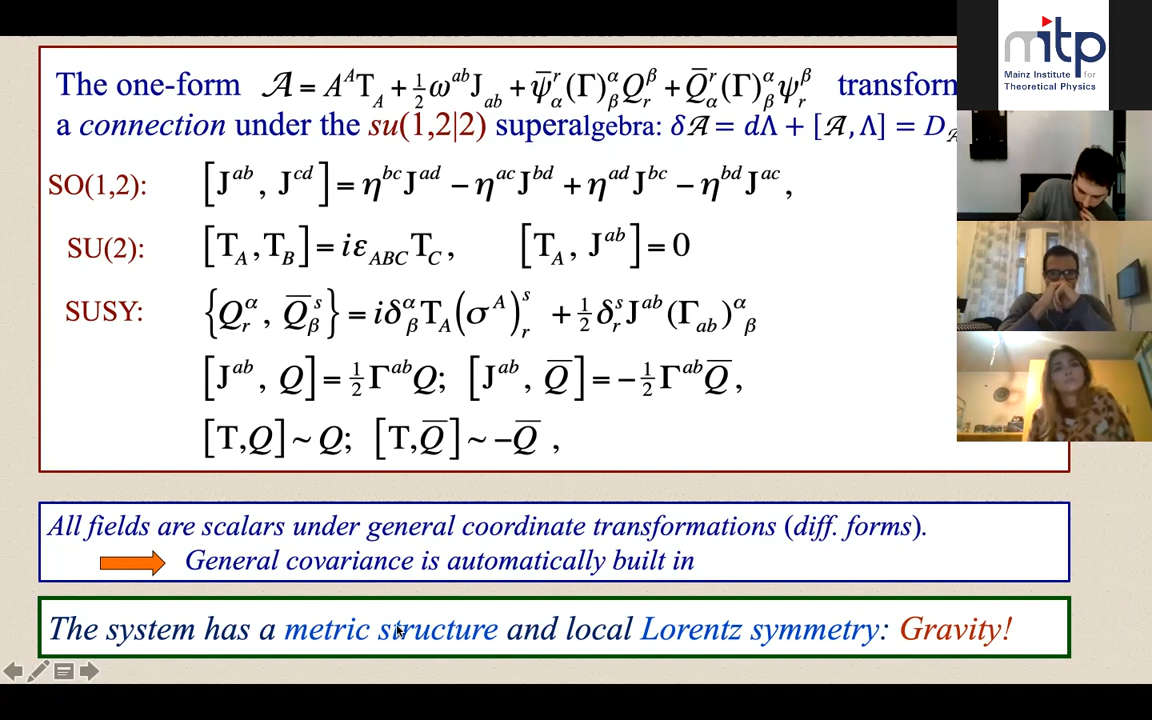 The one-form 𝒜 = A^A T_A + ½ω^{ab} J_{ab} + ψ̄^r_α (Γ)^α_β Q^β_r + Q̄^r_α (Γ)^α_β ψ^β_r transform
a connection under the su(1,2|2) superalgebra: δ𝒜 = dΛ + [𝒜, Λ] = D_𝒜
SO(1,2): [J^{ab}, J^{cd}] = η^{bc} J^{ad} − η^{ac} J^{bd} + η^{ad} J^{bc} − η^{bd} J^{ac},
SU(2): [T_A, T_B] = iε_{ABC} T_C, [T_A, J^{ab}] = 0
SUSY: {Q^α_r, Q̄^s_β} = iδ^α_β T_A (σ^A)^s_r + ½δ^s_r J^{ab} (Γ_{ab})^α_β
[J^{ab}, Q] = ½Γ^{ab} Q; [J^{ab}, Q̄] = −½Γ^{ab} Q̄,
[T,Q] ~ Q; [T,Q̄] ~ −Q̄ ,
All fields are scalars under general coordinate transformations (diff. forms).
General covariance is automatically built in
The system has a metric structure and local Lorentz symmetry: Gravity!
mitp
Mainz Institute for
Theoretical Physics